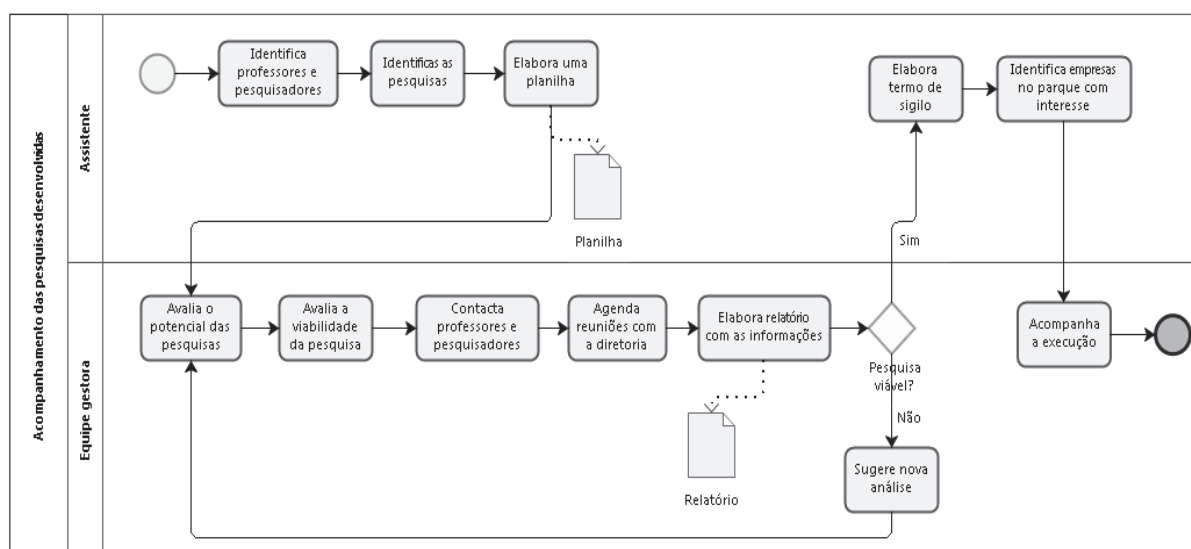 Acompanhamento das pesquisas desenvolvidas
Assistente
Identifica
professores e
pesquisadores
Identificas as
pesquisas
Elabora uma
planilha
Planilha
Elabora
termo de
sigilo
Identifica empresas
no parque com
interesse
Sim
Equipe gestora
Avalia o
potencial das
pesquisas
Avalia a
viabilidade
da pesquisa
Contacta
professores e
pesquisadores
Agenda
reuniões com
a diretoria
Elabora relatório
com as informações
Relatório
Pesquisa
viável?
Não
Sugere nova
análise
Acompanha
a execução